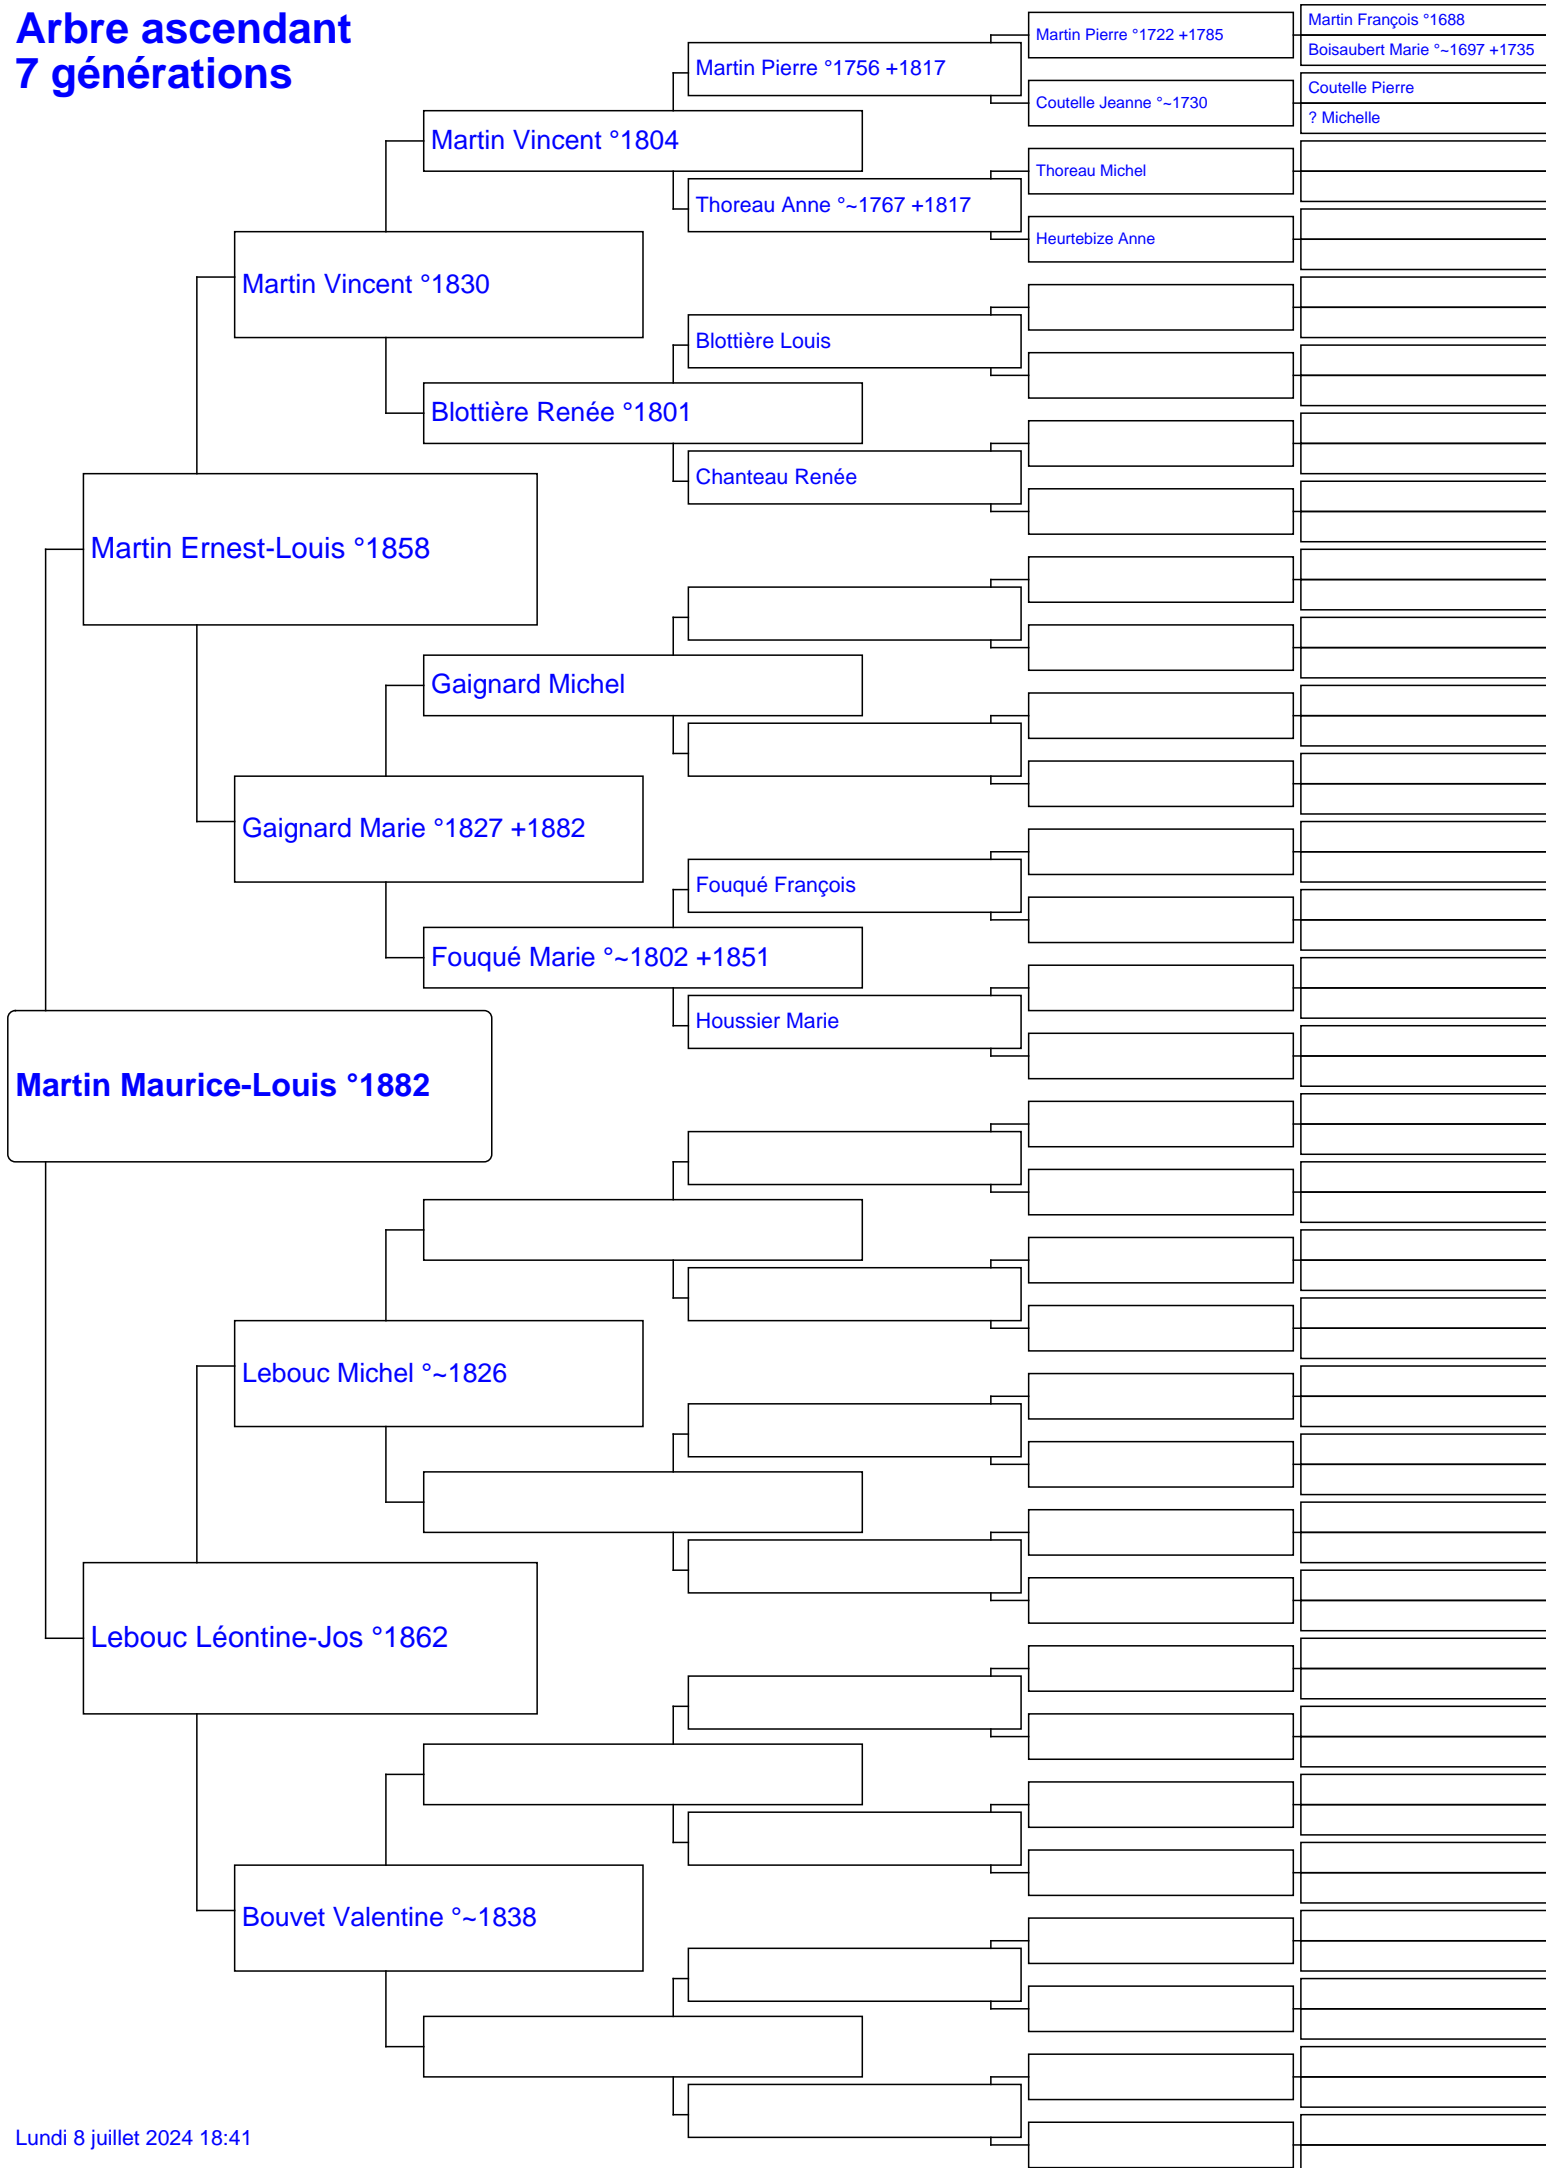 Arbre ascendant
7 générations
Martin François °1688
Martin Pierre °1722 +1785
Boisaubert Marie °~1697 +1735
Martin Pierre °1756 +1817
Coutelle Pierre
Coutelle Jeanne °~1730
? Michelle
Martin Vincent °1804
Thoreau Michel
Thoreau Anne °~1767 +1817
Heurtebize Anne
Martin Vincent °1830
Blottière Louis
Blottière Renée °1801
Chanteau Renée
Martin Ernest-Louis °1858
Gaignard Michel
Gaignard Marie °1827 +1882
Fouqué François
Fouqué Marie °~1802 +1851
Houssier Marie
Martin Maurice-Louis °1882
Lebouc Michel °~1826
Lebouc Léontine-Jos °1862
Bouvet Valentine °~1838
Lundi 8 juillet 2024 18:41